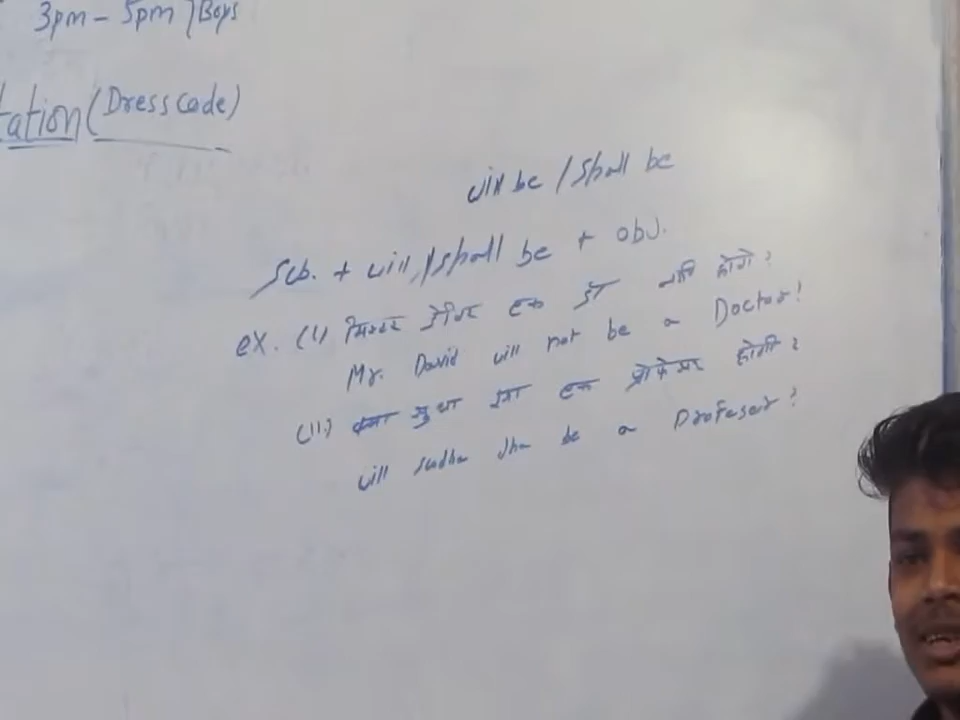 3pm - 5pm ] Boys
tation (Dress code)
will be / Shall be
Sub. + will / shall be + obj.
ex. (i) मिस्टर डेविड एक डॉ नहीं होंगे ?
Mr. David will not be a Doctor!
(ii) क्या सुधा झा एक प्रोफेसर होगी ?
will sudha Jha be a Profesar ?